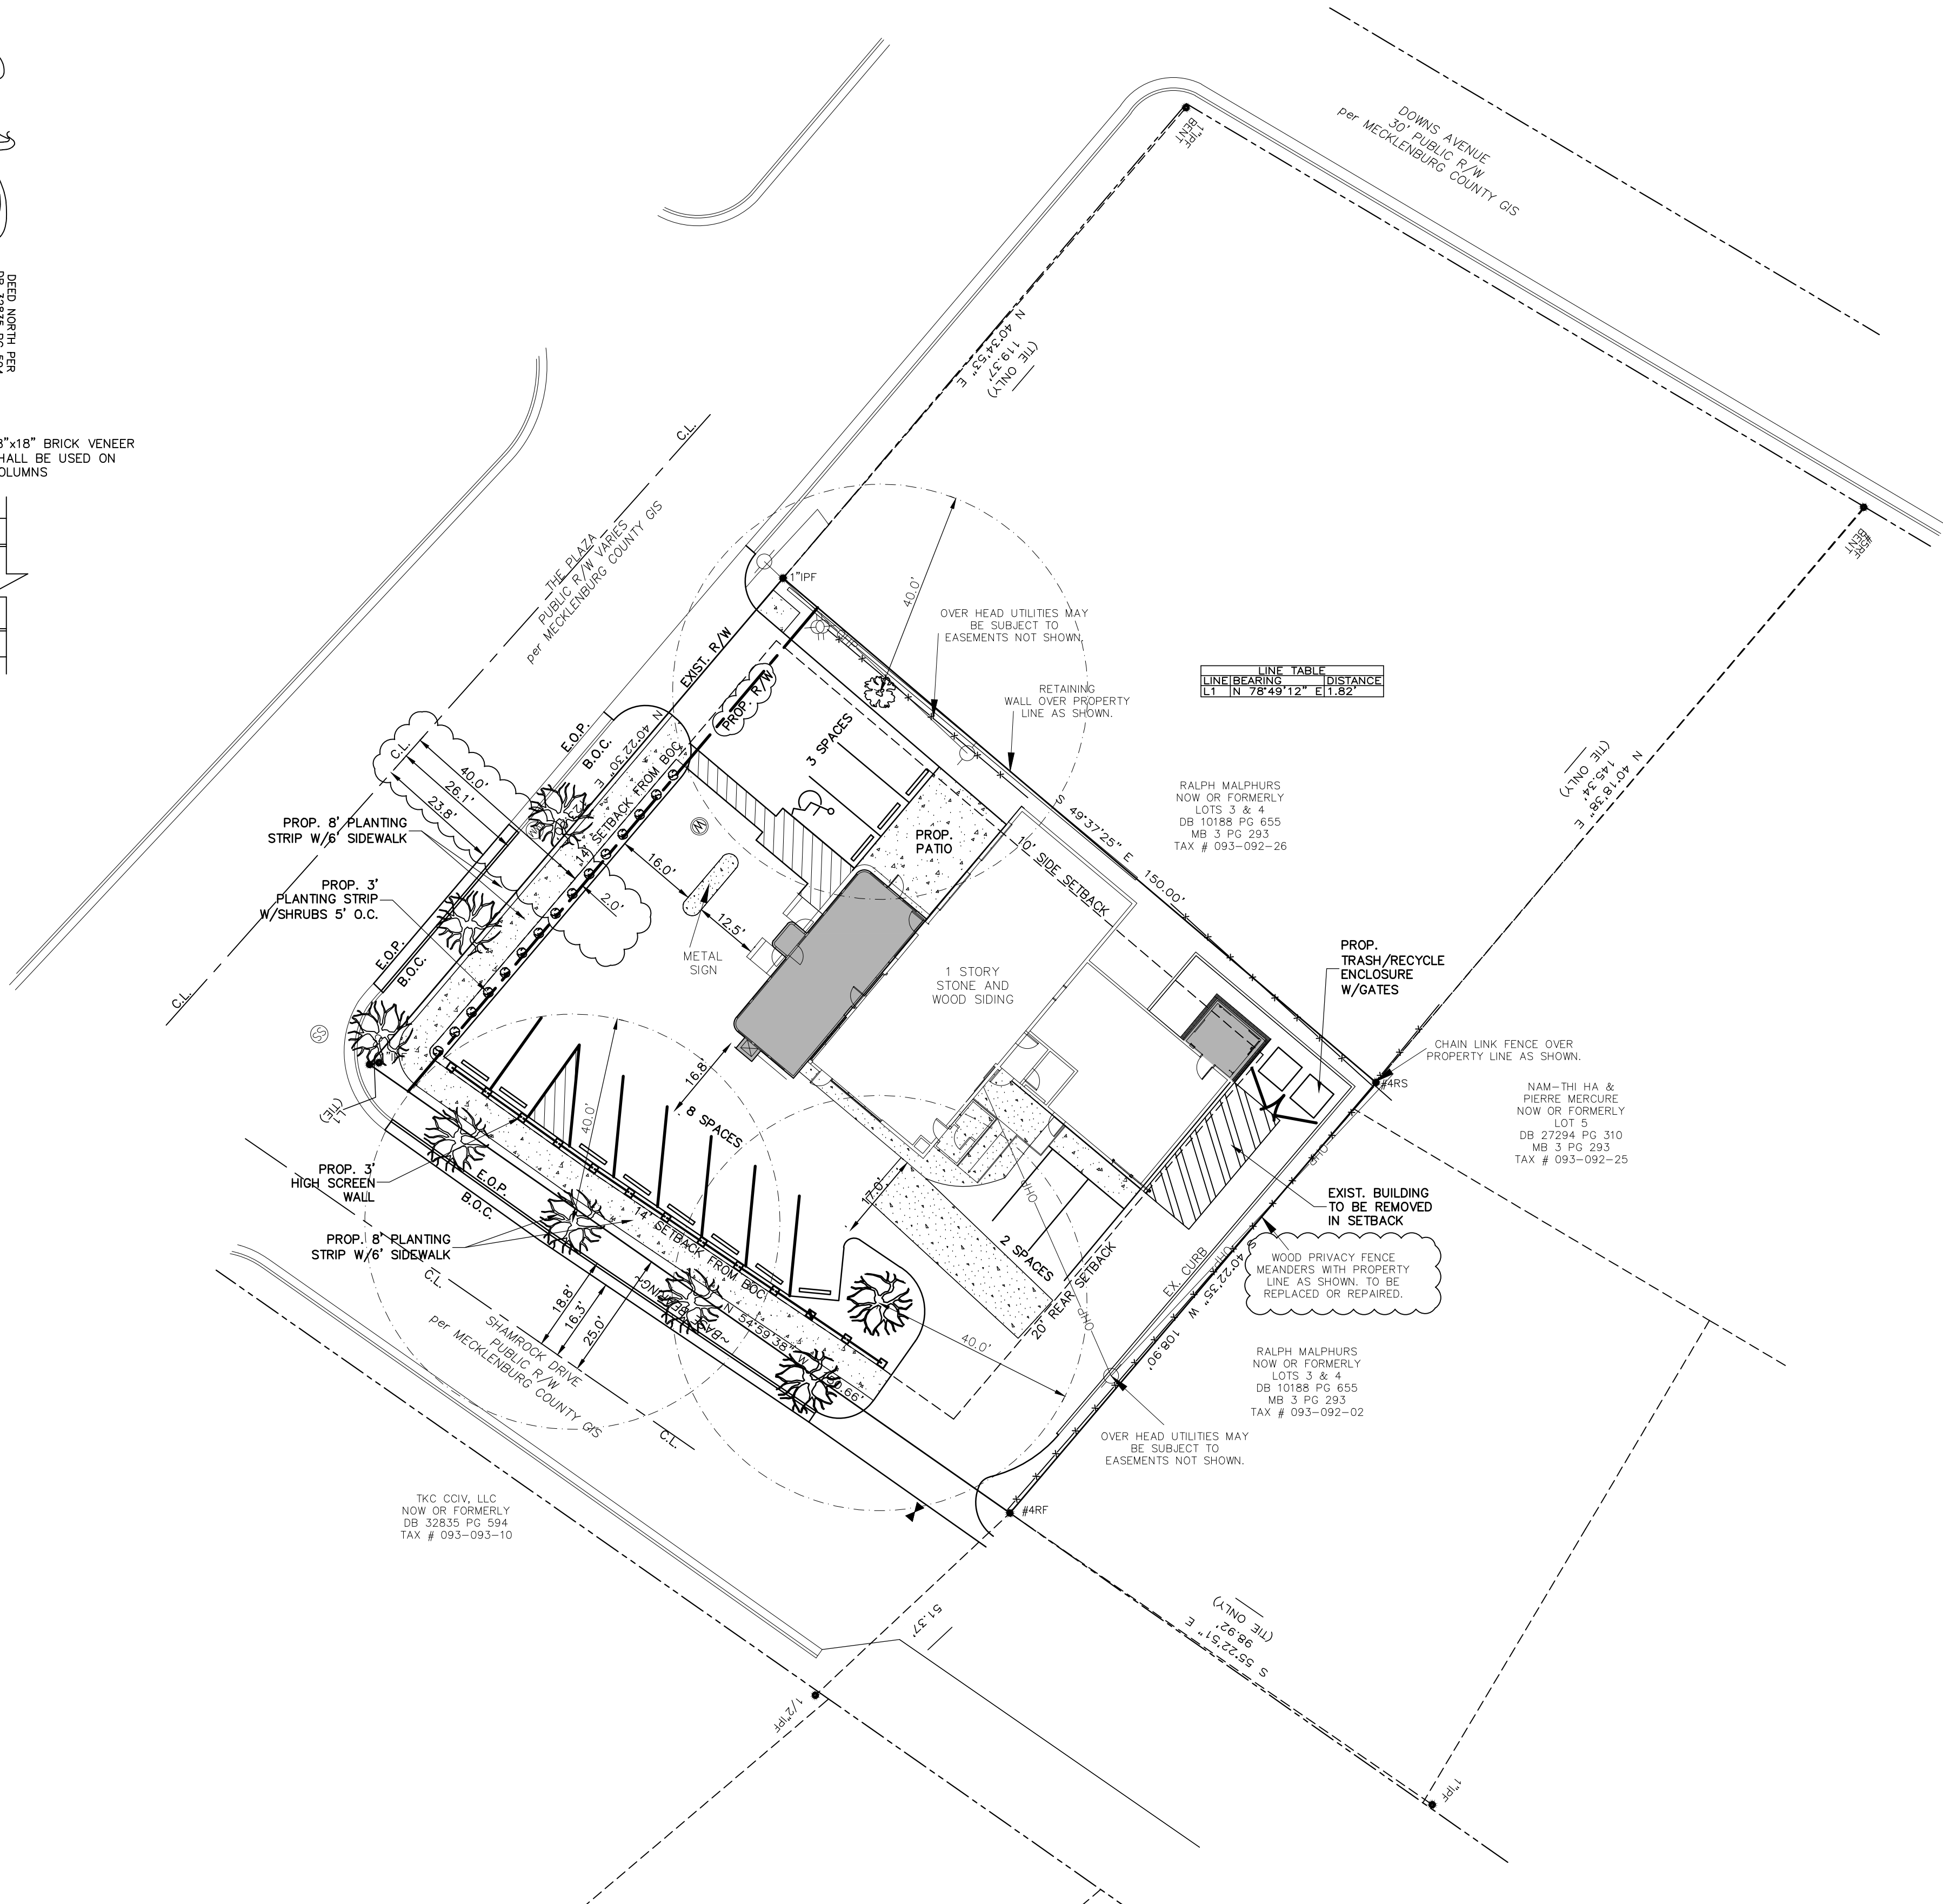 DEED NORTH PER
8"x18" BRICK VENEER
HALL BE USED ON
OLUMNS
DOWNS AVENUE
30' PUBLIC R/W
per MECKLENBURG COUNTY GIS
1"IPF
BENT
N 40°34'53" E
119.37'
(TIE ONLY)
#5RF
BENT
C.L.
THE PLAZA
PUBLIC R/W VARIES
per MECKLENBURG COUNTY GIS
C.L.
1"IPF
40.0'
OVER HEAD UTILITIES MAY
BE SUBJECT TO
EASEMENTS NOT SHOWN.
RETAINING
WALL OVER PROPERTY
LINE AS SHOWN.
LINE TABLE
LINE BEARING DISTANCE
L1 N 78°49'12" E 1.82'
N 40°18'38" E
145.34'
(TIE ONLY)
EXIST. R/W
PROP. R/W
E.O.P.
B.O.C.
N 40°22'30" E
14' SETBACK FROM BOC
3 SPACES
C.L.
40.0'
26.1'
23.8'
PROP. 8' PLANTING
STRIP W/6' SIDEWALK
PROP. 3'
PLANTING STRIP
W/SHRUBS 5' O.C.
W
16.0'
2.0'
12.5'
METAL
SIGN
PROP.
PATIO
S 49°37'25" E 150.00'
10' SIDE SETBACK
RALPH MALPHURS
NOW OR FORMERLY
LOTS 3 & 4
DB 10188 PG 655
MB 3 PG 293
TAX # 093-092-26
1 STORY
STONE AND
WOOD SIDING
PROP.
TRASH/RECYCLE
ENCLOSURE
W/GATES
CHAIN LINK FENCE OVER
PROPERTY LINE AS SHOWN.
#4RS
NAM-THI HA &
PIERRE MERCURE
NOW OR FORMERLY
LOT 5
DB 27294 PG 310
MB 3 PG 293
TAX # 093-092-25
E.O.P.
B.O.C.
SS
L1
(TIE)
16.8'
8 SPACES
40.0'
PROP. 3'
HIGH SCREEN
WALL
E.O.P.
B.O.C.
PROP. 8' PLANTING
STRIP W/6' SIDEWALK
14' SETBACK FROM BOC
17.0'
2 SPACES
OHP
OHP
OHP
OHP
EXIST. BUILDING
TO BE REMOVED
IN SETBACK
WOOD PRIVACY FENCE
MEANDERS WITH PROPERTY
LINE AS SHOWN. TO BE
REPLACED OR REPAIRED.
EX. CURB
S 40°22'35" W 108.90'
20' REAR SETBACK
C.L.
18.8'
16.3'
25.0'
~BASE BEARING~
N 54°59'38" W
40.0'
SHAMROCK DRIVE
PUBLIC R/W
per MECKLENBURG COUNTY GIS
C.L.
RALPH MALPHURS
NOW OR FORMERLY
LOTS 3 & 4
DB 10188 PG 655
MB 3 PG 293
TAX # 093-092-02
OVER HEAD UTILITIES MAY
BE SUBJECT TO
EASEMENTS NOT SHOWN.
TKC CCIV, LLC
NOW OR FORMERLY
DB 32835 PG 594
TAX # 093-093-10
#4RF
51.37'
S 55°22'51" E
98.92'
(TIE ONLY)
1/2"IPF
1"IPF